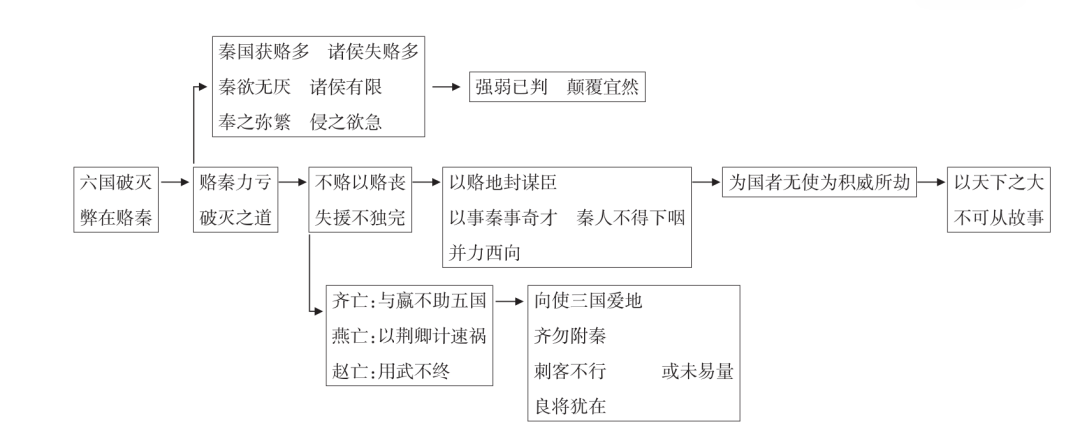 秦国获赂多　诸侯失赂多
秦欲无厌　诸侯有限
奉之弥繁　侵之欲急
强弱已判　颠覆宜然
六国破灭
弊在赂秦
赂秦力亏
破灭之道
不赂以赂丧
失援不独完
以赂地封谋臣
以事秦事奇才　秦人不得下咽
并力西向
为国者无使为积威所劫
以天下之大
不可从故事
齐亡:与嬴不助五国
燕亡:以荆卿计速祸
赵亡:用武不终
向使三国爱地
齐勿附秦
刺客不行　或未易量
良将犹在